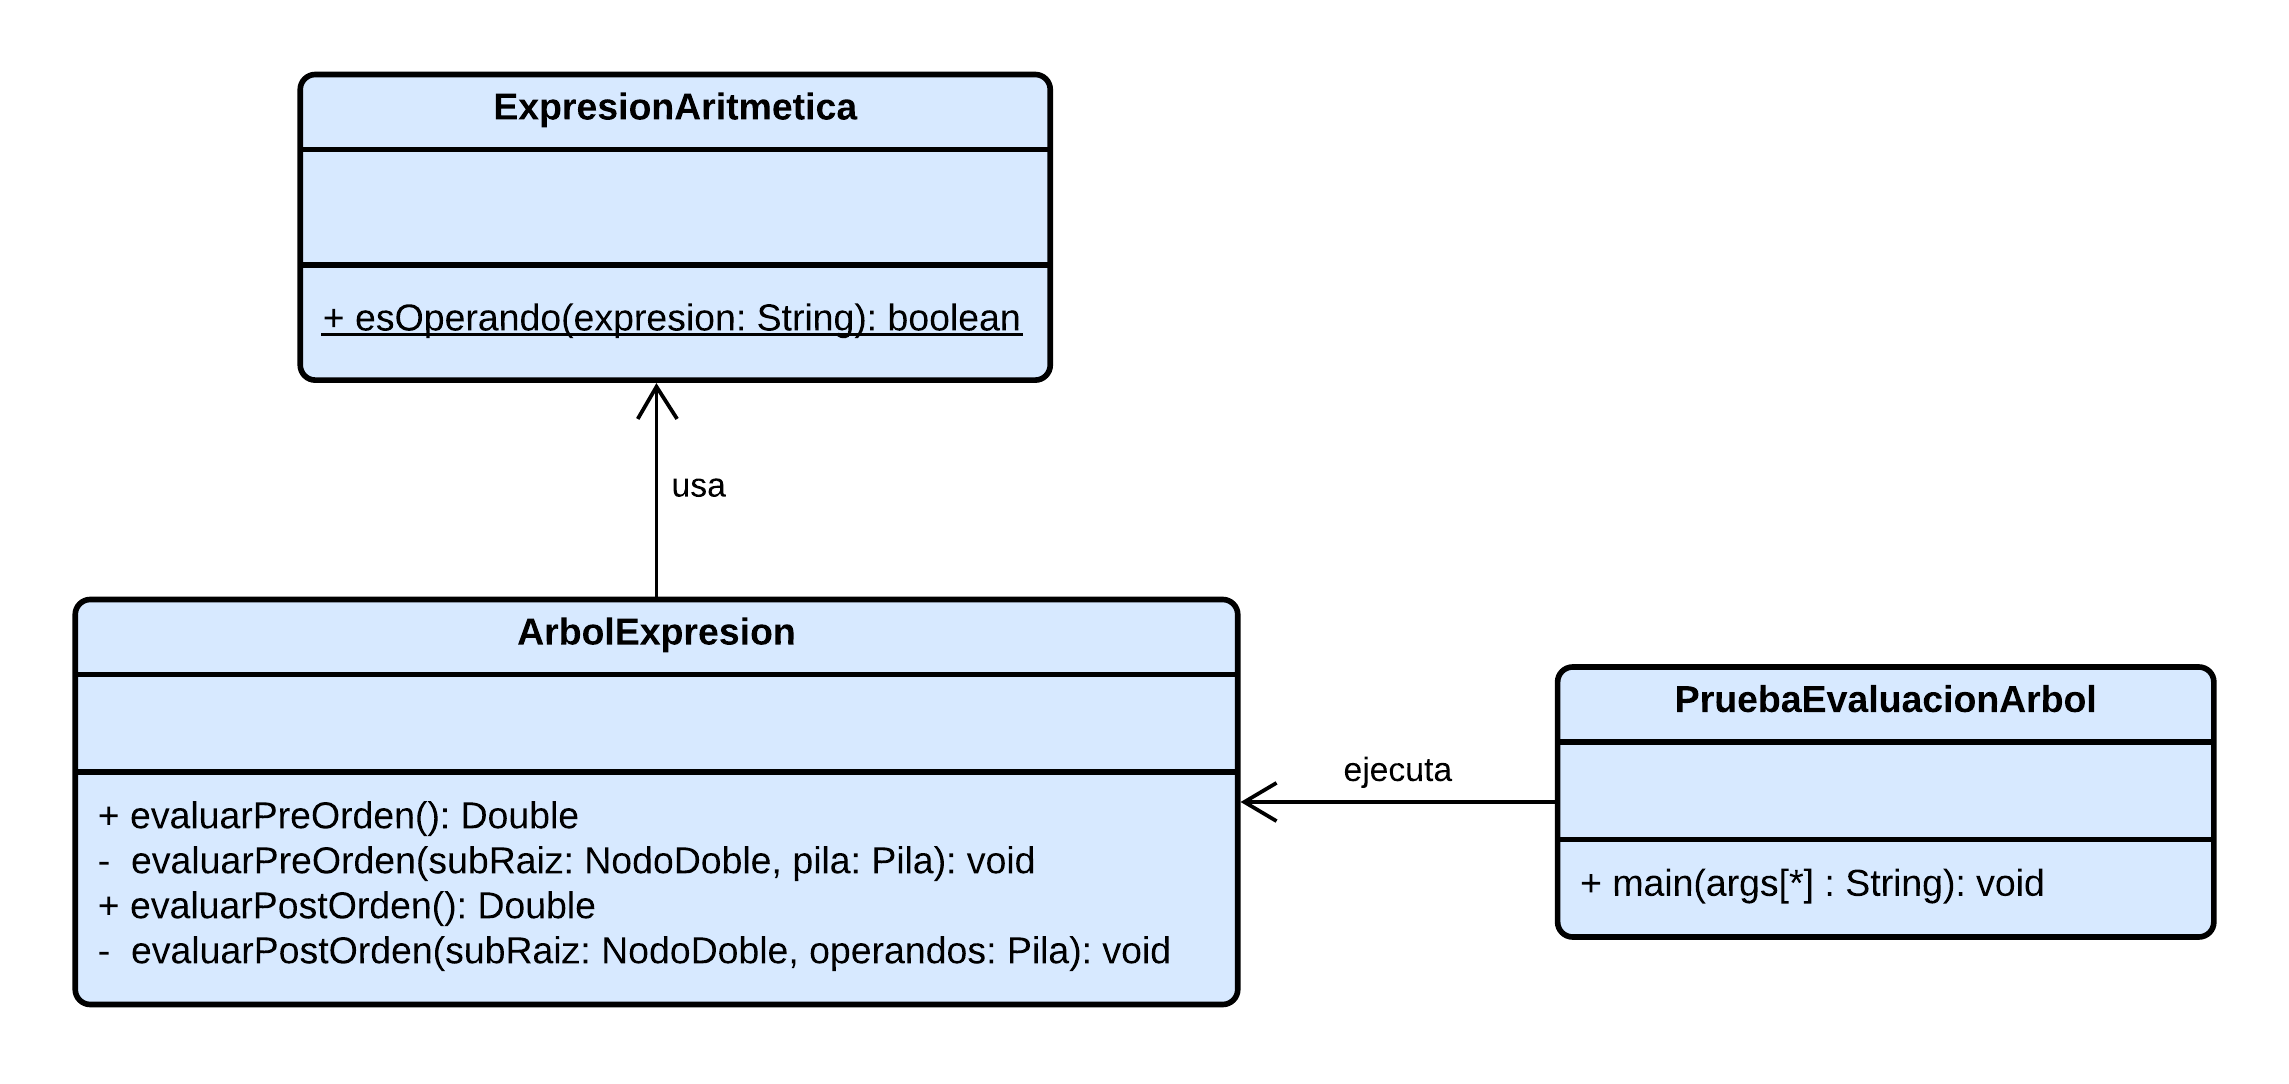 ExpresionAritmetica
+ esOperando(expresion: String): boolean
usa
ArbolExpresion
+ evaluarPreOrden(): Double
- evaluarPreOrden(subRaiz: NodoDoble, pila: Pila): void
+ evaluarPostOrden(): Double
- evaluarPostOrden(subRaiz: NodoDoble, operandos: Pila): void
ejecuta
PruebaEvaluacionArbol
+ main(args[*] : String): void